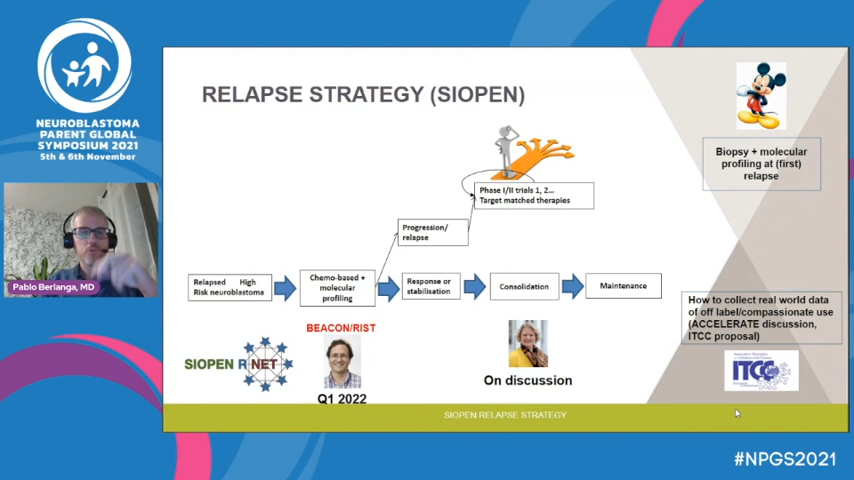 NEUROBLASTOMA
PARENT GLOBAL
SYMPOSIUM 2021
5th & 6th November
Pablo Berlanga, MD
RELAPSE STRATEGY (SIOPEN)
Biopsy + molecular
profiling at (first)
relapse
Phase I/II trials 1, 2...
Target matched therapies
Progression/
relapse
Relapsed High
Risk neuroblastoma
Chemo-based +
molecular
profiling
Response or
stabilisation
Consolidation
Maintenance
How to collect real world data
of off label/compassionate use
(ACCELERATE discussion,
ITCC proposal)
SIOPEN R NET
BEACON/RIST
Q1 2022
On discussion
ITCC
SIOPEN RELAPSE STRATEGY
#NPGS2021